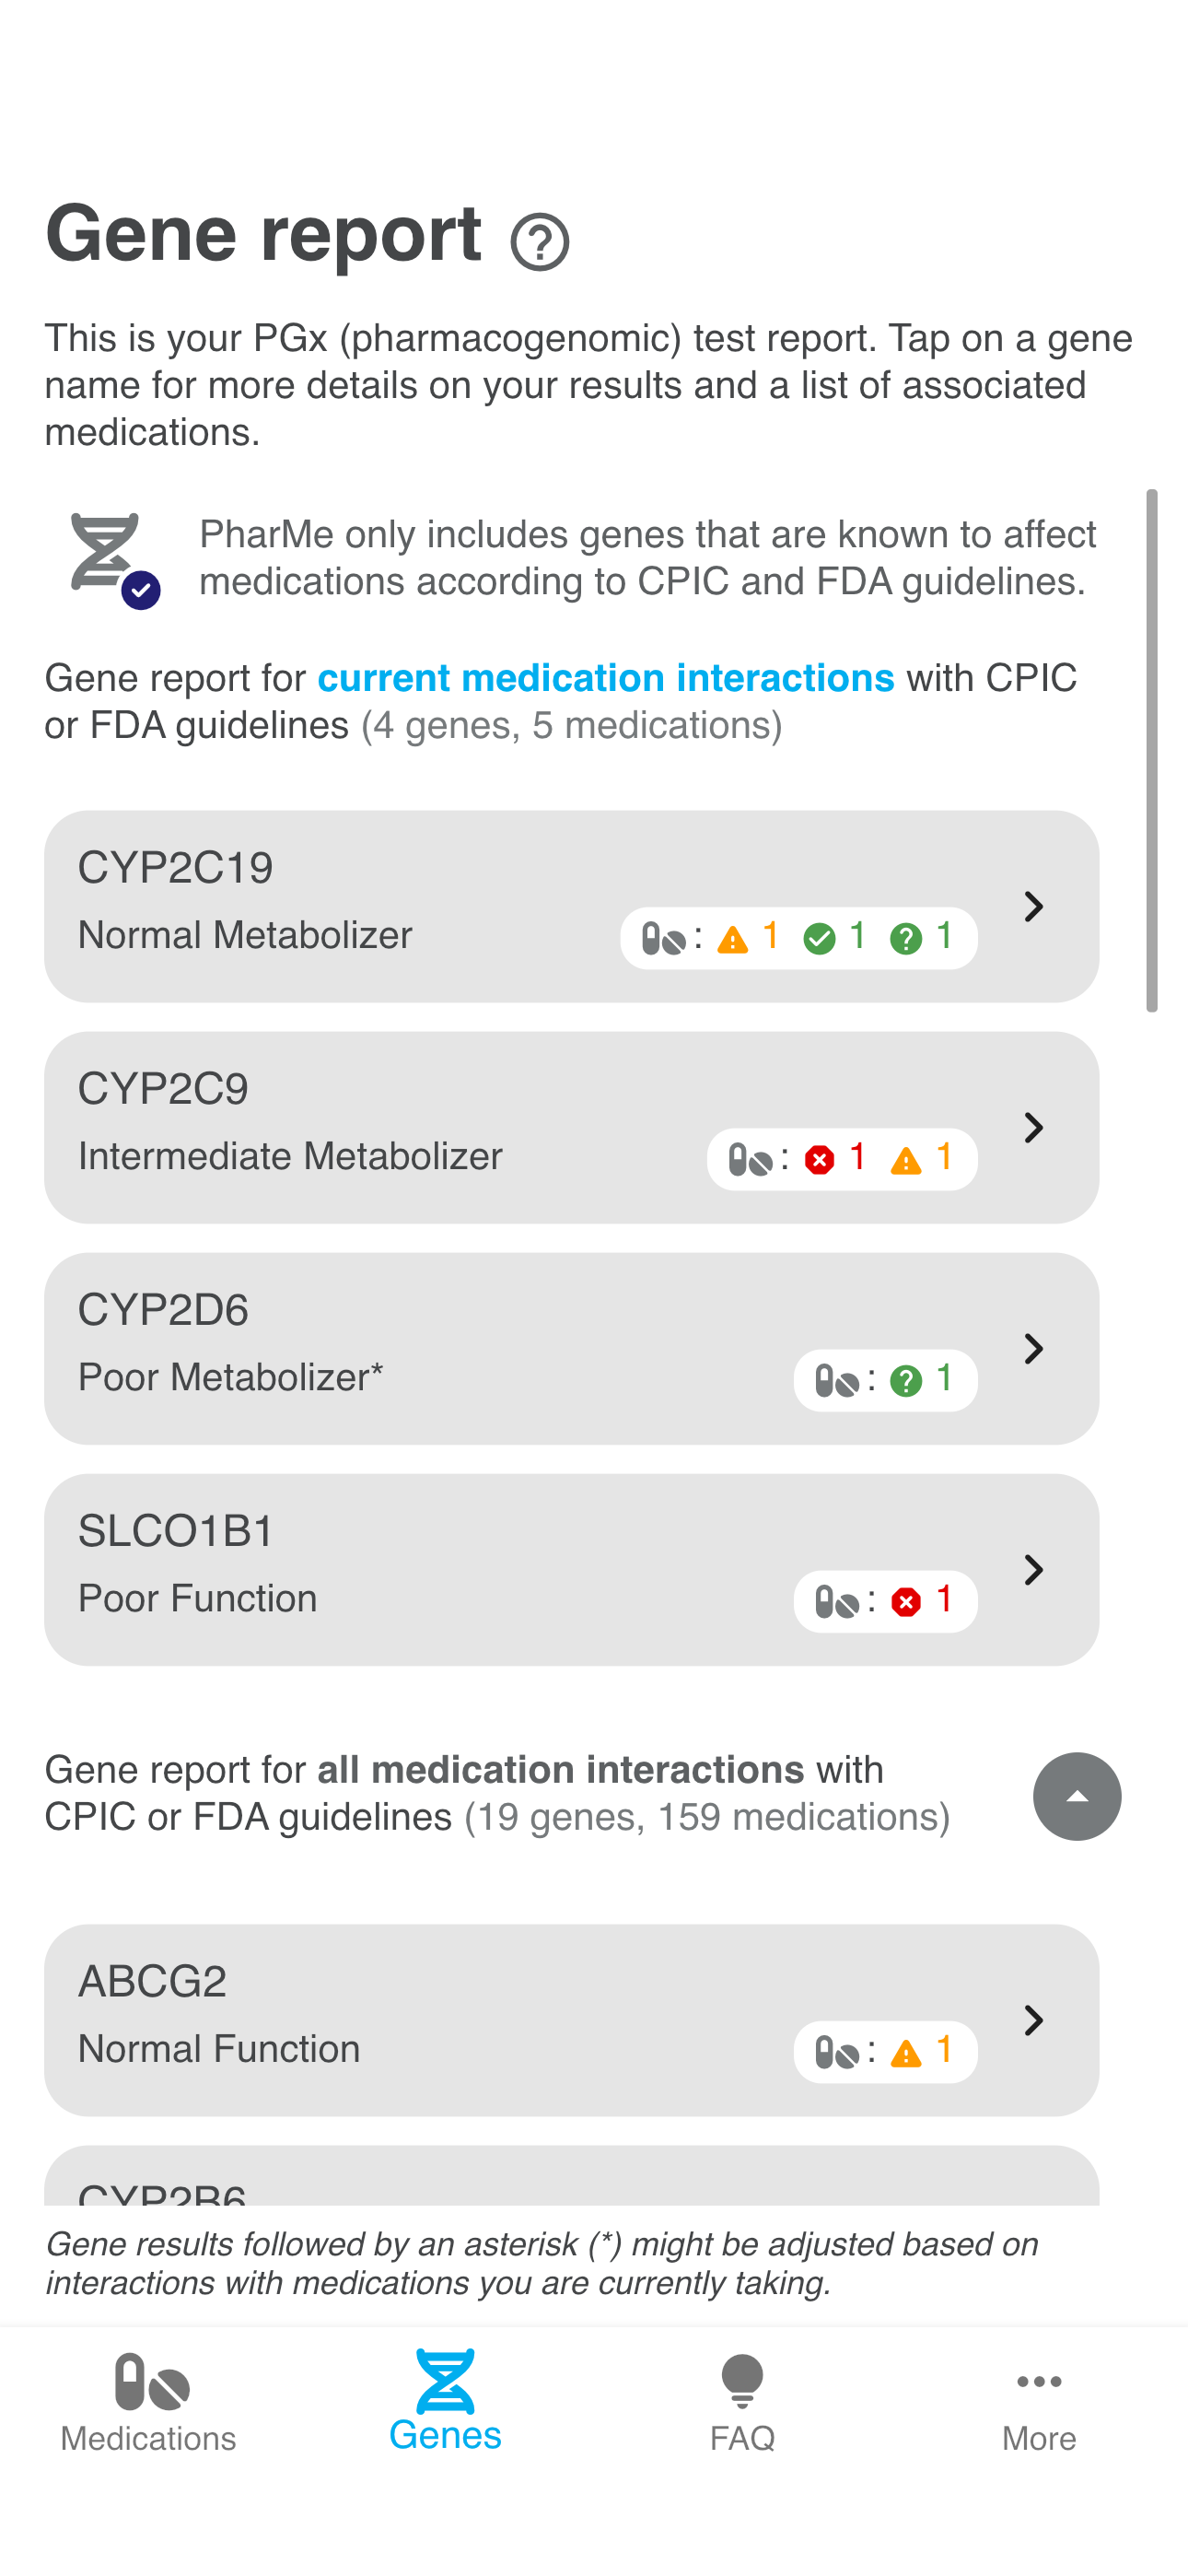 Gene report
This is your PGx (pharmacogenomic) test report. Tap on a gene
name for more details on your results and a list of associated
medications.
PharMe only includes genes that are known to affect
medications according to CPIC and FDA guidelines.
Gene report for current medication interactions with CPIC
or FDA guidelines (4 genes, 5 medications)
CYP2C19
Normal Metabolizer : 1 1 1
CYP2C9
Intermediate Metabolizer : 1 1
CYP2D6
Poor Metabolizer* : 1
SLCO1B1
Poor Function : 1
Gene report for all medication interactions with
CPIC or FDA guidelines (19 genes, 159 medications)
ABCG2
Normal Function : 1
CYP2B6
Gene results followed by an asterisk (*) might be adjusted based on
interactions with medications you are currently taking.
Medications Genes FAQ More